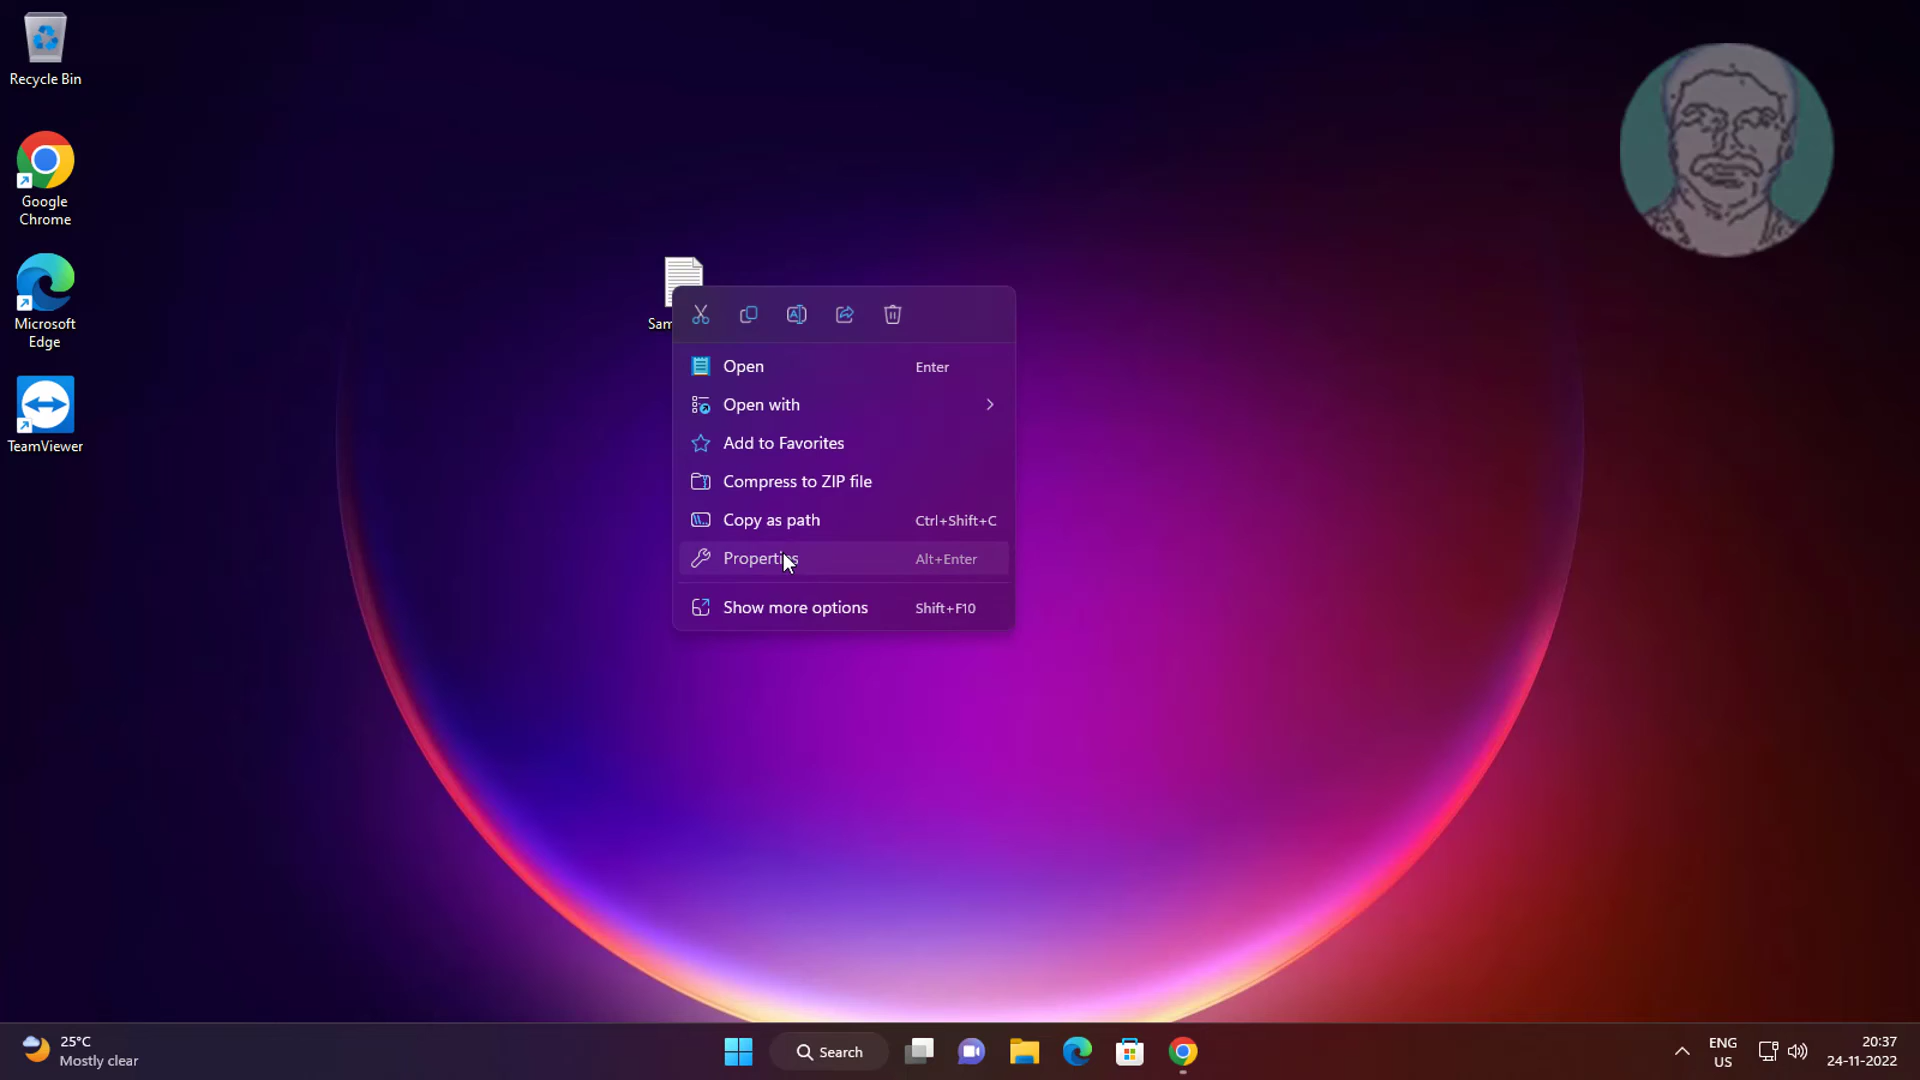 Recycle Bin
Google
Chrome
Microsoft
Edge
TeamViewer
Open Enter
Open with
Add to Favorites
Compress to ZIP file
Copy as path Ctrl+Shift+C
Properties Alt+Enter
Show more options Shift+F10
25°C
Mostly clear
Search
ENG
US
20:37
24-11-2022